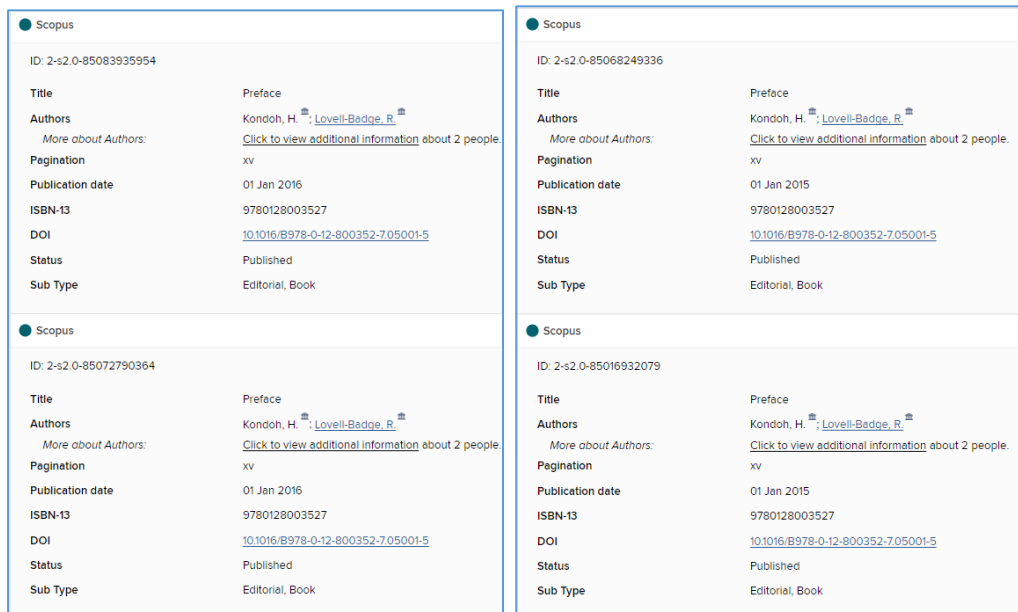 Scopus
ID: 2-s2.0-85083935954
Title Preface
Authors Kondoh, H. ; Lovell-Badge, R.
More about Authors: Click to view additional information about 2 people.
Pagination xv
Publication date 01 Jan 2016
ISBN-13 9780128003527
DOI 10.1016/B978-0-12-800352-7.05001-5
Status Published
Sub Type Editorial, Book
Scopus
ID: 2-s2.0-85072790364
Title Preface
Authors Kondoh, H. ; Lovell-Badge, R.
More about Authors: Click to view additional information about 2 people.
Pagination xv
Publication date 01 Jan 2016
ISBN-13 9780128003527
DOI 10.1016/B978-0-12-800352-7.05001-5
Status Published
Sub Type Editorial, Book
Scopus
ID: 2-s2.0-85068249336
Title Preface
Authors Kondoh, H. ; Lovell-Badge, R.
More about Authors: Click to view additional information about 2 people.
Pagination xv
Publication date 01 Jan 2015
ISBN-13 9780128003527
DOI 10.1016/B978-0-12-800352-7.05001-5
Status Published
Sub Type Editorial, Book
Scopus
ID: 2-s2.0-85016932079
Title Preface
Authors Kondoh, H. ; Lovell-Badge, R.
More about Authors: Click to view additional information about 2 people.
Pagination xv
Publication date 01 Jan 2015
ISBN-13 9780128003527
DOI 10.1016/B978-0-12-800352-7.05001-5
Status Published
Sub Type Editorial, Book